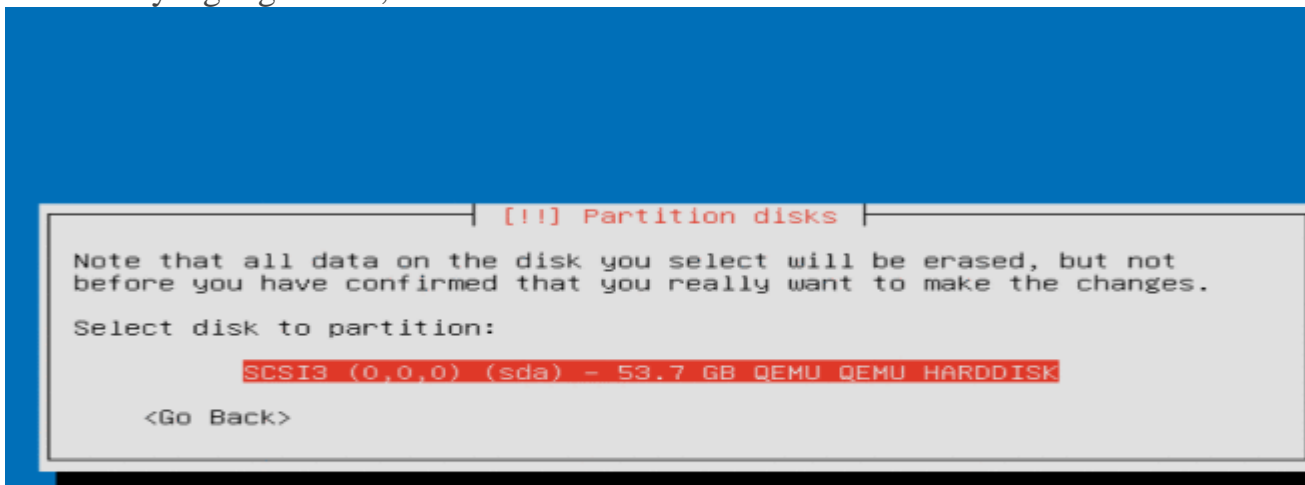 [!!] Partition disks
Note that all data on the disk you select will be erased, but not
before you have confirmed that you really want to make the changes.
Select disk to partition:
SCSI3 (0,0,0) (sda) - 53.7 GB QEMU QEMU HARDDISK
<Go Back>